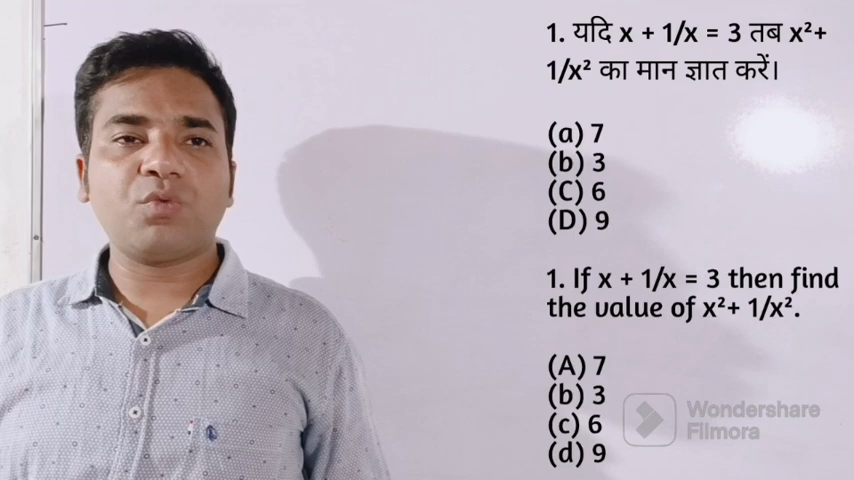 1. यदि x + 1/x = 3 तब x²+
1/x² का मान ज्ञात करें।
(a) 7
(b) 3
(C) 6
(D) 9
1. If x + 1/x = 3 then find
the value of x²+ 1/x².
(A) 7
(b) 3
(c) 6
(d) 9
Wondershare
Filmora